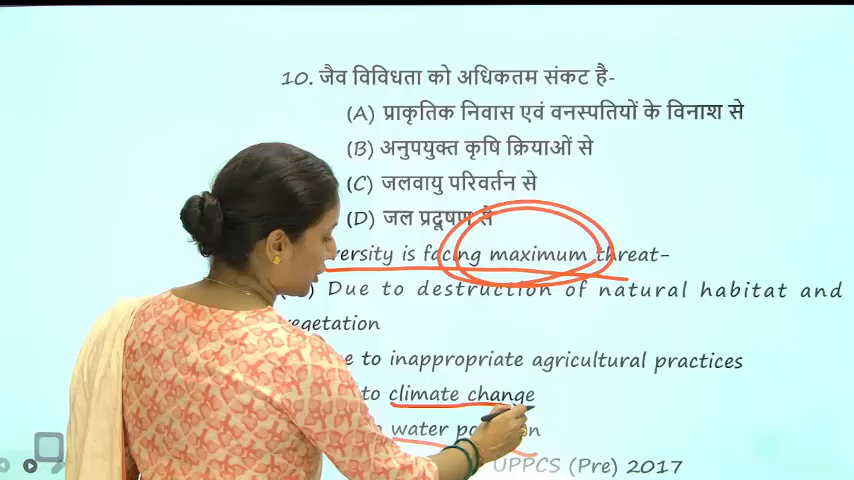 10. जैव विविधता को अधिकतम संकट है-
(A) प्राकृतिक निवास एवं वनस्पतियों के विनाश से
(B) अनुपयुक्त कृषि क्रियाओं से
(C) जलवायु परिवर्तन से
(D) जल प्रदूषण से
versity is facing maximum threat-
Due to destruction of natural habitat and
egetation
e to inappropriate agricultural practices
to climate change
water
UPPCS (Pre) 2017